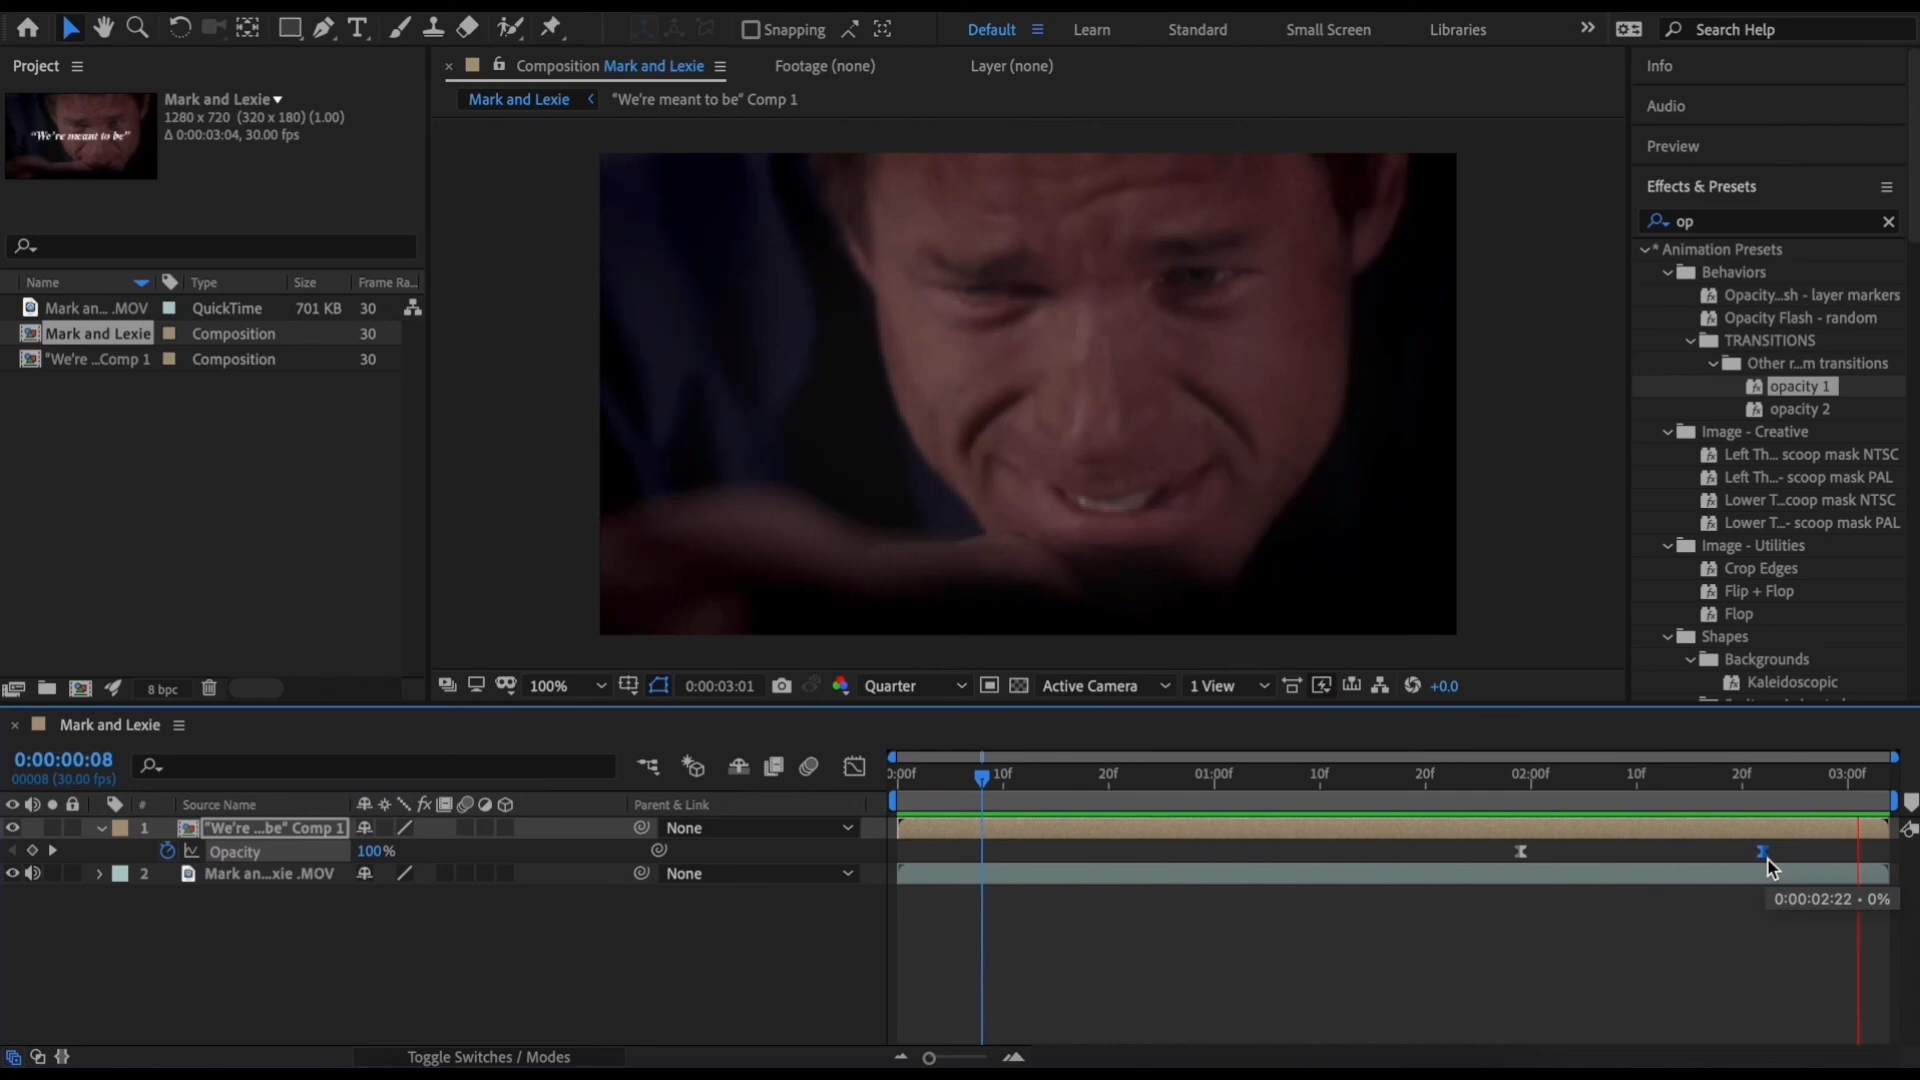 Snapping
Default
Learn
Standard
Small Screen
Libraries
Search Help
Project
Composition Mark and Lexie
Footage (none)
Layer (none)
Info
Mark and Lexie
1280 x 720 (320 x 180) (1.00)
Δ 0:00:03:04, 30.00 fps
"We're meant to be"
Mark and Lexie
"We're meant to be" Comp 1
Audio
Preview
Effects & Presets
op
Name
Type
Size
Frame Ra...
Mark an... .MOV
QuickTime
701 KB
30
Mark and Lexie
Composition
30
"We're ...Comp 1
Composition
30
* Animation Presets
Behaviors
Opacity...sh - layer markers
Opacity Flash - random
TRANSITIONS
Other r...m transitions
opacity 1
opacity 2
Image - Creative
Left Th... scoop mask NTSC
Left Th...- scoop mask PAL
Lower T...coop mask NTSC
Lower T...- scoop mask PAL
Image - Utilities
Crop Edges
Flip + Flop
Flop
Shapes
Backgrounds
Kaleidoscopic
8 bpc
100%
0:00:03:01
Quarter
Active Camera
1 View
+0.0
Mark and Lexie
0:00:00:08
00008 (30.00 fps)
0:00f
10f
20f
01:00f
10f
20f
02:00f
10f
20f
03:00f
#
Source Name
fx
Parent & Link
1
"We're ...be" Comp 1
None
Opacity
100%
2
Mark an...xie .MOV
None
0:00:02:22 • 0%
Toggle Switches / Modes